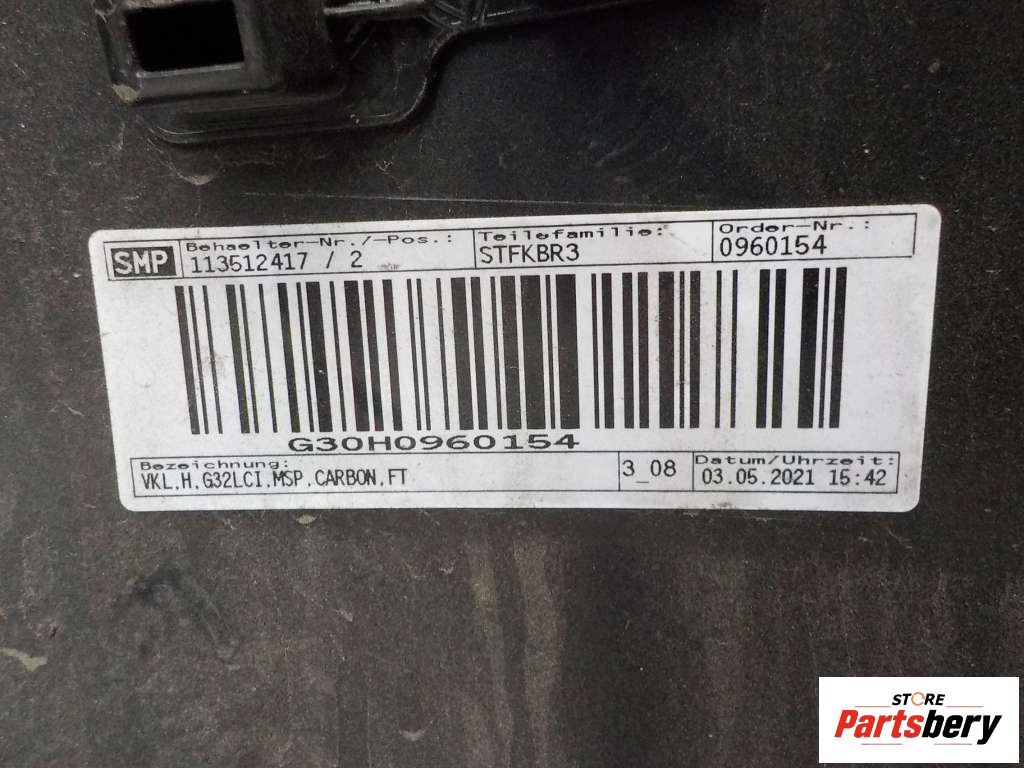 SMP
Behaelter-Nr./-Pos.:
113512417 / 2
Teilefamilie:
STFKBR3
Order-Nr.:
0960154
G30H0960154
Bezeichnung:
VKL,H,G32LCI,MSP,CARBON,FT
3_08
Datum/Uhrzeit:
03.05.2021 15:42
STORE
Partsbery